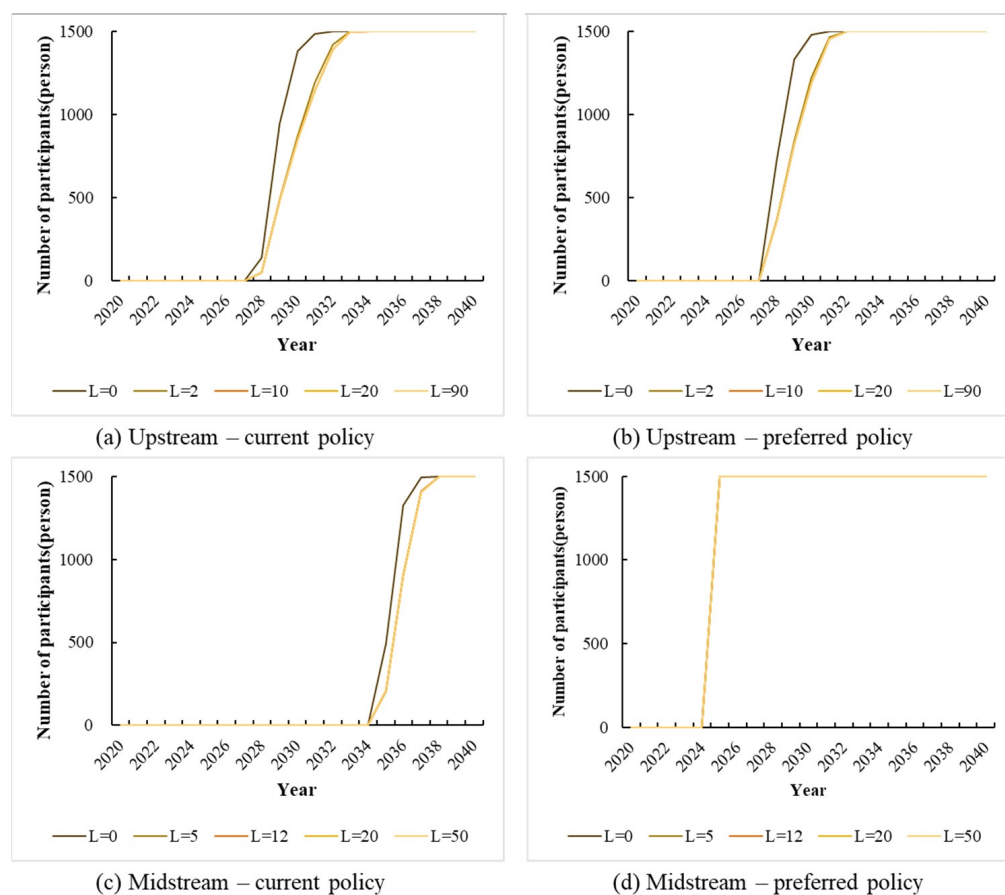 1500
1000
500
0
Number of participants(person)
2020 2022 2024 2026 2028 2030 2032 2034 2036 2038 2040
Year
L=0 L=2 L=10 L=20 L=90
(a) Upstream – current policy
1500
1000
500
0
Number of participants(person)
2020 2022 2024 2026 2028 2030 2032 2034 2036 2038 2040
Year
L=0 L=2 L=10 L=20 L=90
(b) Upstream – preferred policy
1500
1000
500
0
Number of participants(person)
2020 2022 2024 2026 2028 2030 2032 2034 2036 2038 2040
Year
L=0 L=5 L=12 L=20 L=50
(c) Midstream – current policy
1500
1000
500
0
Number of participants(person)
2020 2022 2024 2026 2028 2030 2032 2034 2036 2038 2040
Year
L=0 L=5 L=12 L=20 L=50
(d) Midstream – preferred policy